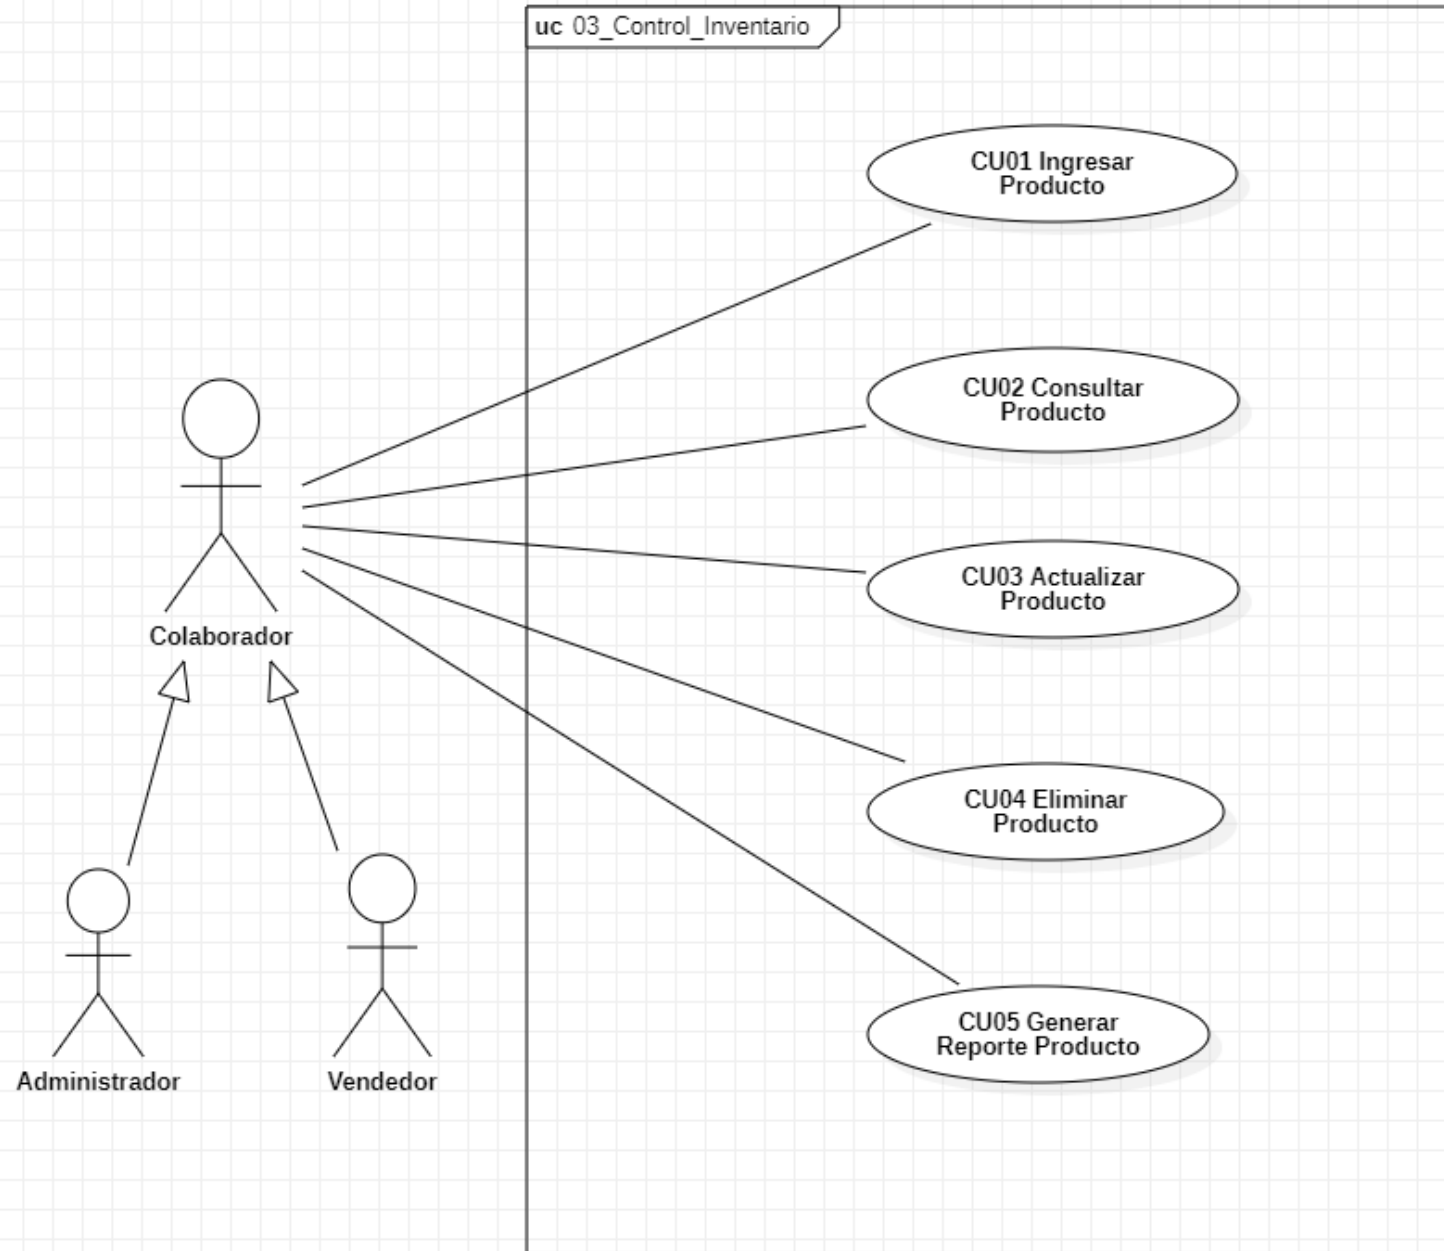 uc 03_Control_Inventario
CU01 Ingresar
Producto
CU02 Consultar
Producto
CU03 Actualizar
Producto
Colaborador
CU04 Eliminar
Producto
CU05 Generar
Reporte Producto
Administrador
Vendedor